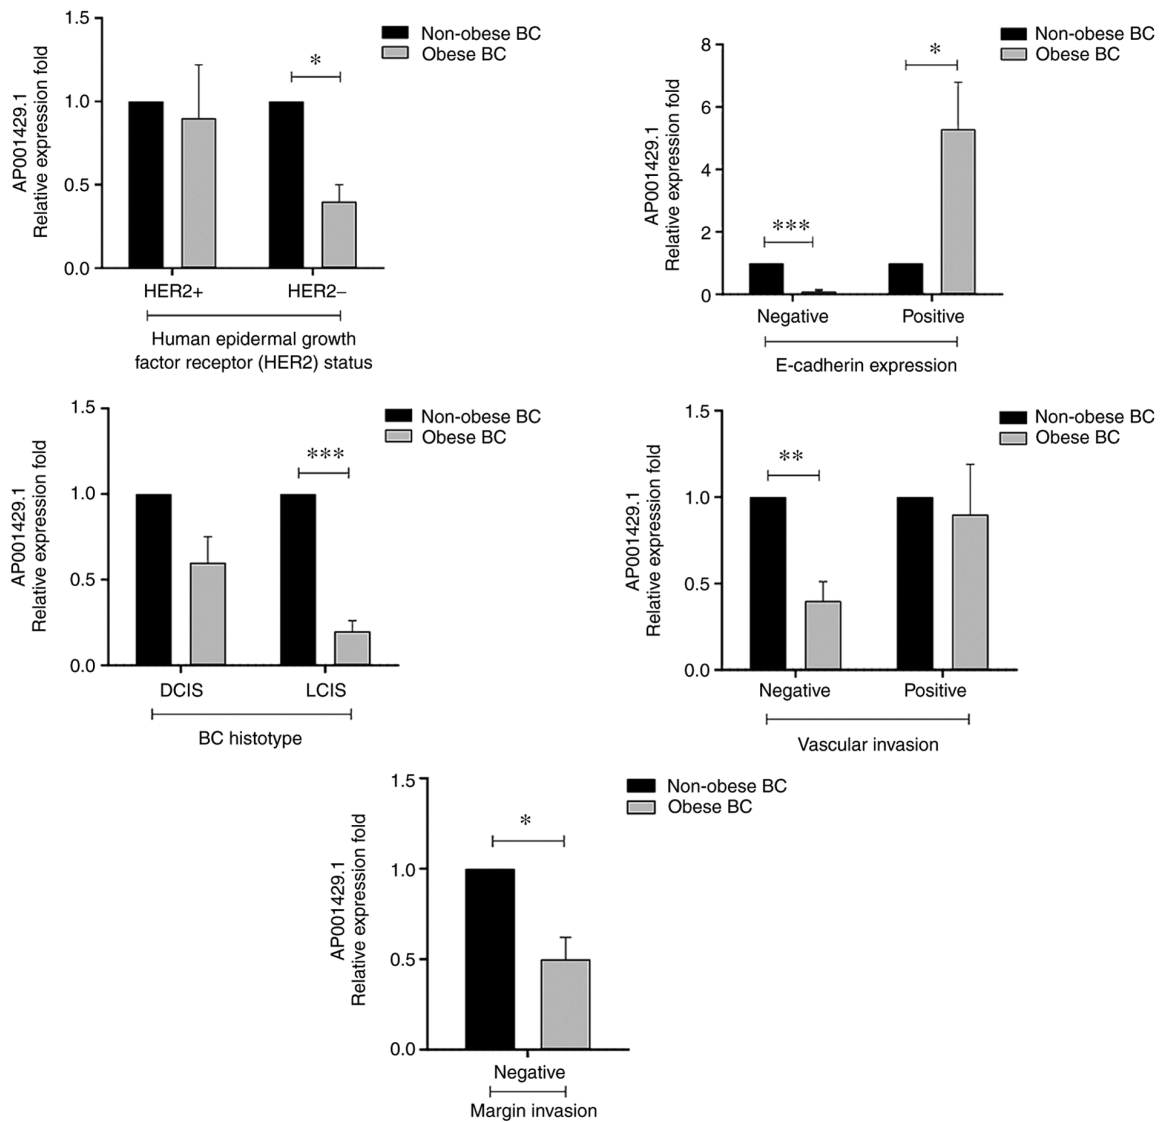 AP001429.1
Relative expression fold
1.5
1.0
0.5
0.0
*
HER2+
HER2–
Human epidermal growth
factor receptor (HER2) status
Non-obese BC
Obese BC
AP001429.1
Relative expression fold
8
6
4
2
0
***
*
Negative
Positive
E-cadherin expression
Non-obese BC
Obese BC
AP001429.1
Relative expression fold
1.5
1.0
0.5
0.0
***
DCIS
LCIS
BC histotype
Non-obese BC
Obese BC
AP001429.1
Relative expression fold
1.5
1.0
0.5
0.0
**
Negative
Positive
Vascular invasion
Non-obese BC
Obese BC
AP001429.1
Relative expression fold
1.5
1.0
0.5
0.0
*
Negative
Margin invasion
Non-obese BC
Obese BC